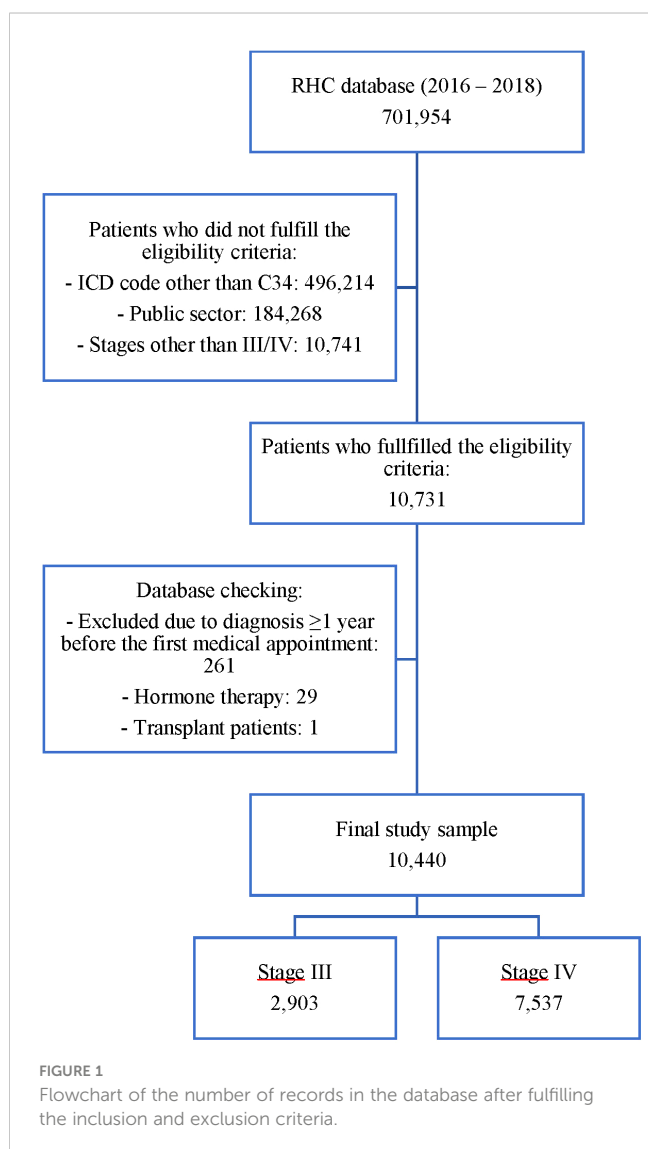 RHC database (2016 – 2018)
701,954
Patients who did not fulfill the
eligibility criteria:
- ICD code other than C34: 496,214
- Public sector: 184,268
- Stages other than III/IV: 10,741
Patients who fullfilled the eligibility
criteria:
10,731
Database checking:
- Excluded due to diagnosis ≥1 year
before the first medical appointment:
261
- Hormone therapy: 29
- Transplant patients: 1
Final study sample
10,440
Stage III
2,903
Stage IV
7,537
FIGURE 1
Flowchart of the number of records in the database after fulfilling
the inclusion and exclusion criteria.